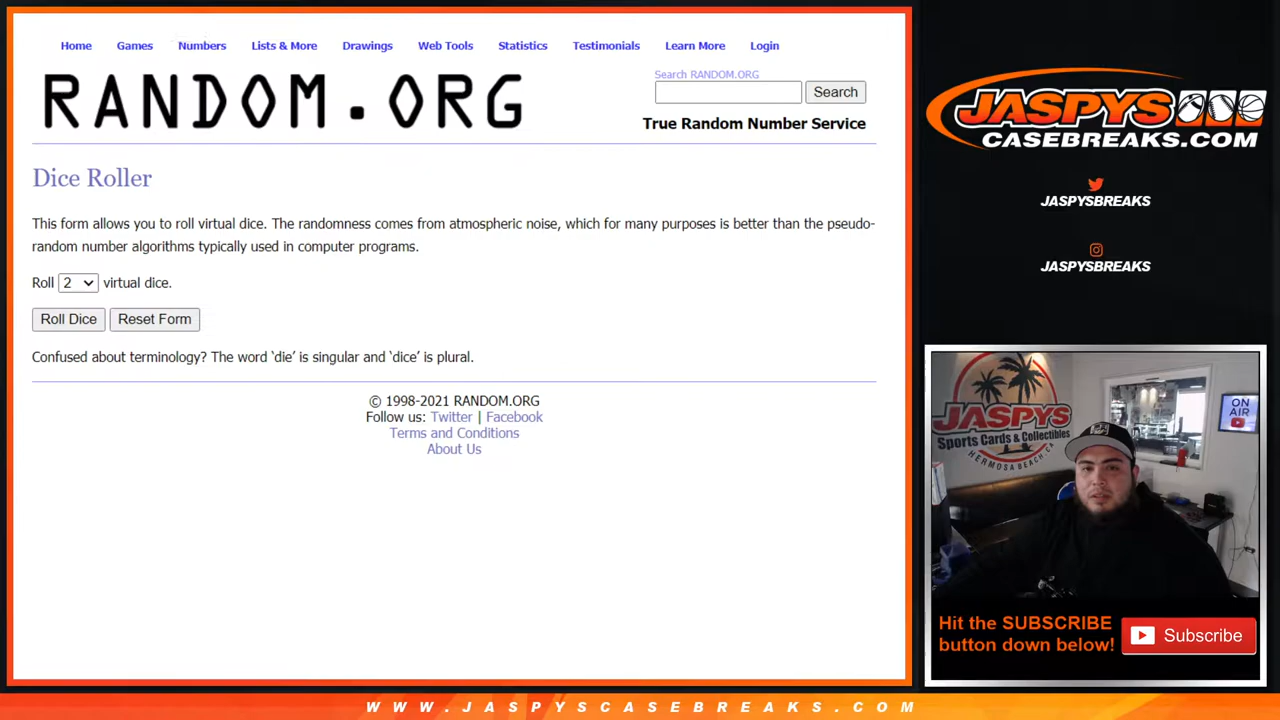 Home Games Numbers Lists & More Drawings Web Tools Statistics Testimonials Learn More Login
RANDOM.ORG
Search RANDOM.ORG
Search
True Random Number Service
Dice Roller
This form allows you to roll virtual dice. The randomness comes from atmospheric noise, which for many purposes is better than the pseudo-
random number algorithms typically used in computer programs.
Roll 2 virtual dice.
Roll Dice Reset Form
Confused about terminology? The word ‘die’ is singular and ‘dice’ is plural.
© 1998-2021 RANDOM.ORG
Follow us: Twitter | Facebook
Terms and Conditions
About Us
JASPYS
CASEBREAKS.COM
JASPYSBREAKS
JASPYSBREAKS
JASPYS
Sports Cards & Collectibles
HERMOSA BEACH, CA
ON
AIR
Hit the SUBSCRIBE
button down below!
Subscribe
WWW.JASPYSCASEBREAKS.COM